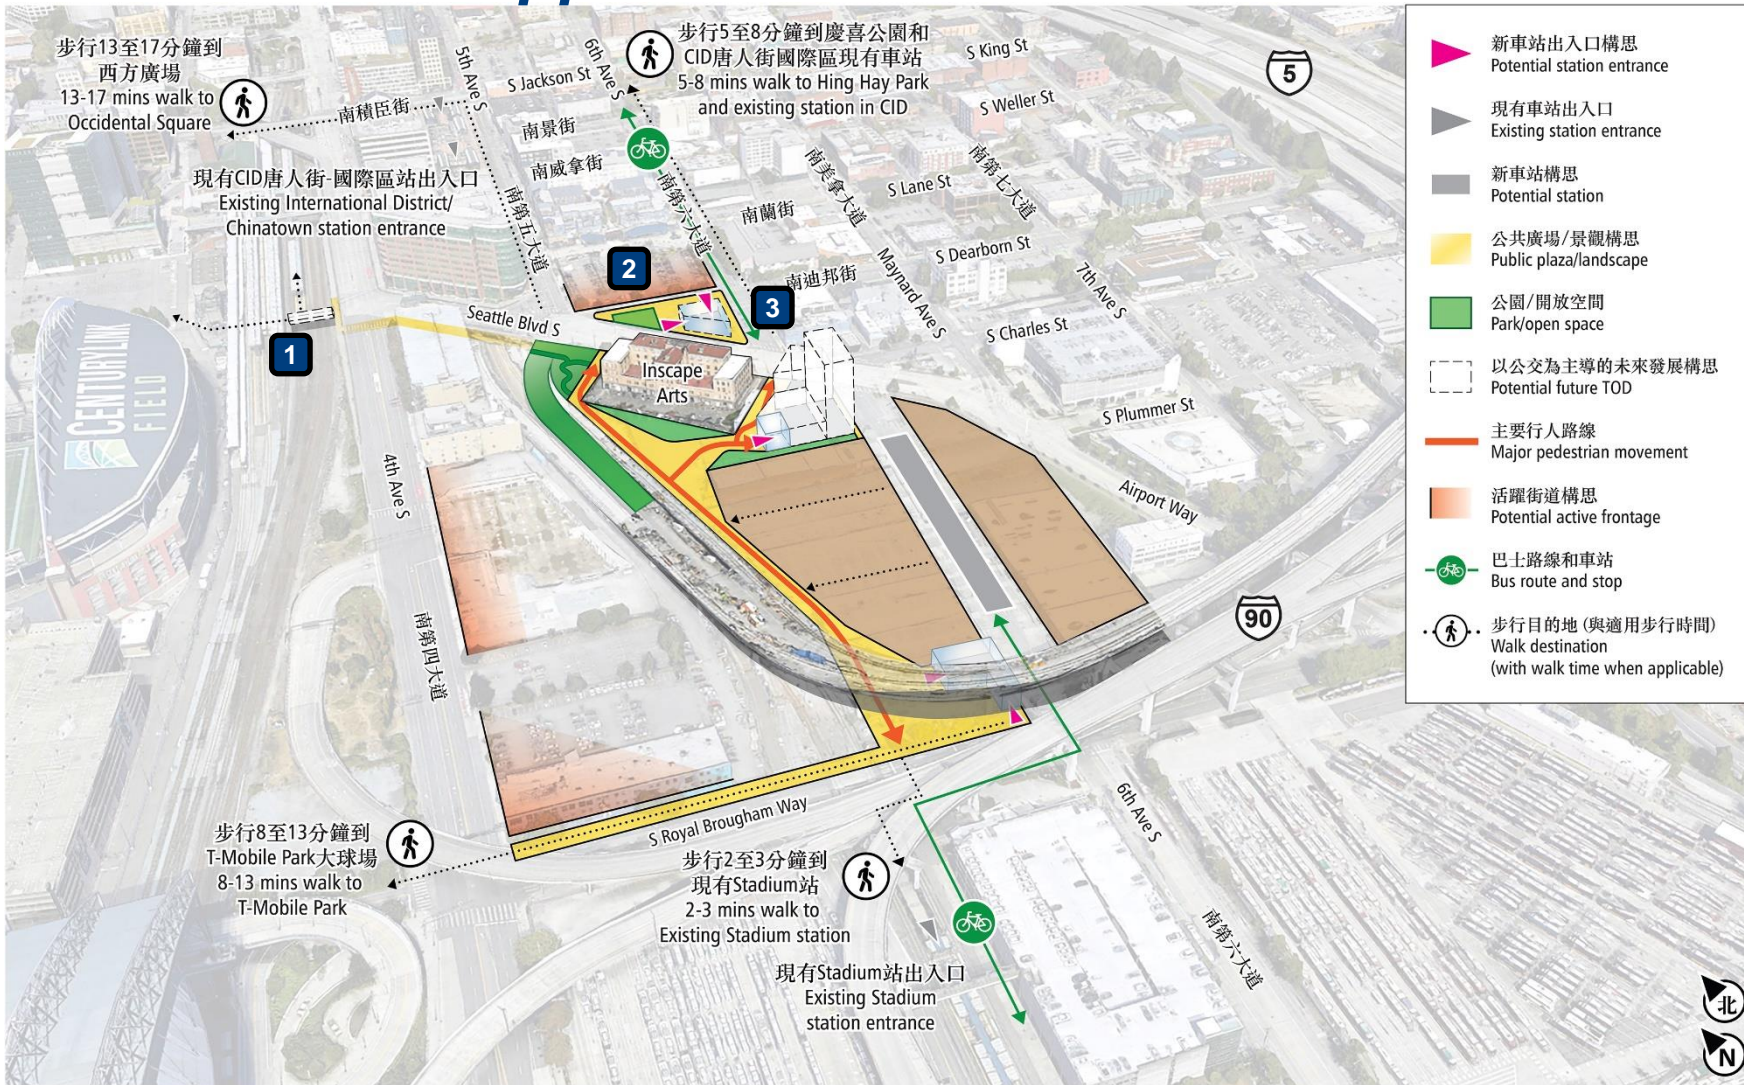 步行13至17分鐘到
西方廣場
13-17 mins walk to
Occidental Square
5th Ave S
S Jackson St
6th Ave S
步行5至8分鐘到慶喜公園和
CID唐人街國際區現有車站
5-8 mins walk to Hing Hay Park
and existing station in CID
S King St
S Weller St
5
南積臣街
南景街
南威拿街
現有CID唐人街-國際區站出入口
Existing International District/
Chinatown station entrance
南第五大道
南第六大道
南蘭街
南美拿大道
S Lane St
南第七大道
S Dearborn St
南迪邦街
Maynard Ave S
7th Ave S
S Charles St
S Plummer St
Airport Way
1
2
3
Seattle Blvd S
Inscape
Arts
CENTURYLINK
FIELD
4th Ave S
南第四大道
90
S Royal Brougham Way
6th Ave S
南第六大道
步行8至13分鐘到
T-Mobile Park大球場
8-13 mins walk to
T-Mobile Park
步行2至3分鐘到
現有Stadium站
2-3 mins walk to
Existing Stadium station
現有Stadium站出入口
Existing Stadium
station entrance
新車站出入口構思
Potential station entrance
現有車站出入口
Existing station entrance
新車站構思
Potential station
公共廣場/景觀構思
Public plaza/landscape
公園/開放空間
Park/open space
以公交為主導的未來發展構思
Potential future TOD
主要行人路線
Major pedestrian movement
活躍街道構思
Potential active frontage
巴士路線和車站
Bus route and stop
步行目的地 (與適用步行時間)
Walk destination
(with walk time when applicable)
北
N